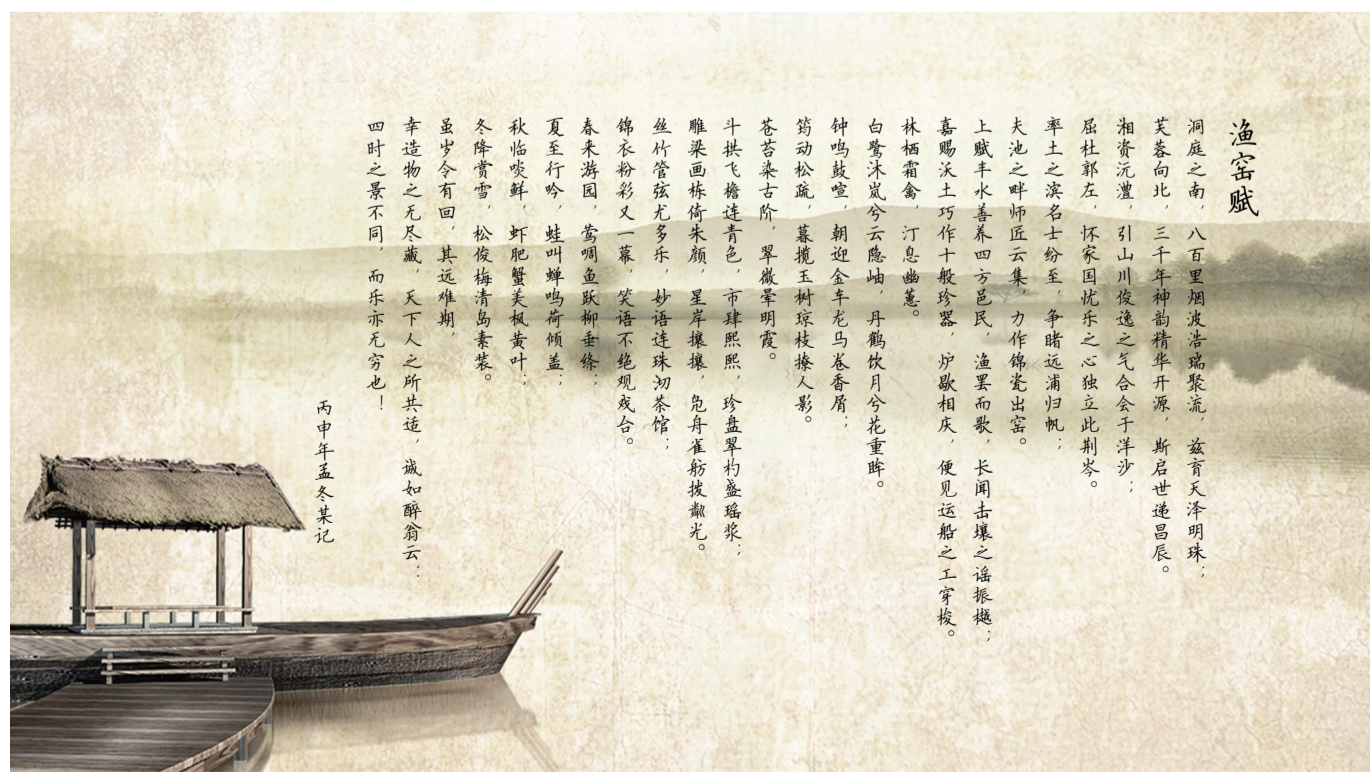 渔窑赋
洞庭之南，八百里烟波浩瑞聚流，兹育天泽明珠；
芙蓉向北，三千年神韵精华开源，斯启世递昌辰。
湘资沅澧，引山川俊逸之气合会于洋沙；
屈杜郭左，怀家国忧乐之心独立此荆岑。
率土之滨名士纷至，争睹远浦归帆；
夫池之畔师匠云集，力作锦瓷出窑。
上赋丰水善养四方邑民，渔罢而歌，长闻击壤之谣振樾；
嘉赐沃土巧作十般珍器，炉歇相庆，便见运船之工穿梭。
林栖霜禽，汀息幽蕙。
白鹭沐岚兮云隐岫，丹鹤饮月兮花重眸。
钟鸣鼓喧，朝迎金车龙马卷香屑；
筠动松疏，暮揽玉树琼枝撩人影。
苍苔染古阶，翠微晕明霞。
斗拱飞檐连青色，市肆熙熙，珍盘翠杓盛瑶浆；
雕梁画栋倚朱颜，星岸攘攘，凫舟雀舫拨粼光。
丝竹管弦尤多乐，妙语连珠沏茶馆；
锦衣粉彩又一幕，笑语不绝观戏台。
春来游园，莺啁鱼跃柳垂绦；
夏至行吟，蛙叫蝉鸣荷倾盖；
秋临啖鲜，虾肥蟹美枫黄叶；
冬降赏雪，松俊梅清岛素装。
虽岁令有回，其远难期，
幸造物之无尽藏，天下人之所共适，诚如醉翁云：
四时之景不同，而乐亦无穷也！
丙申年孟冬某记